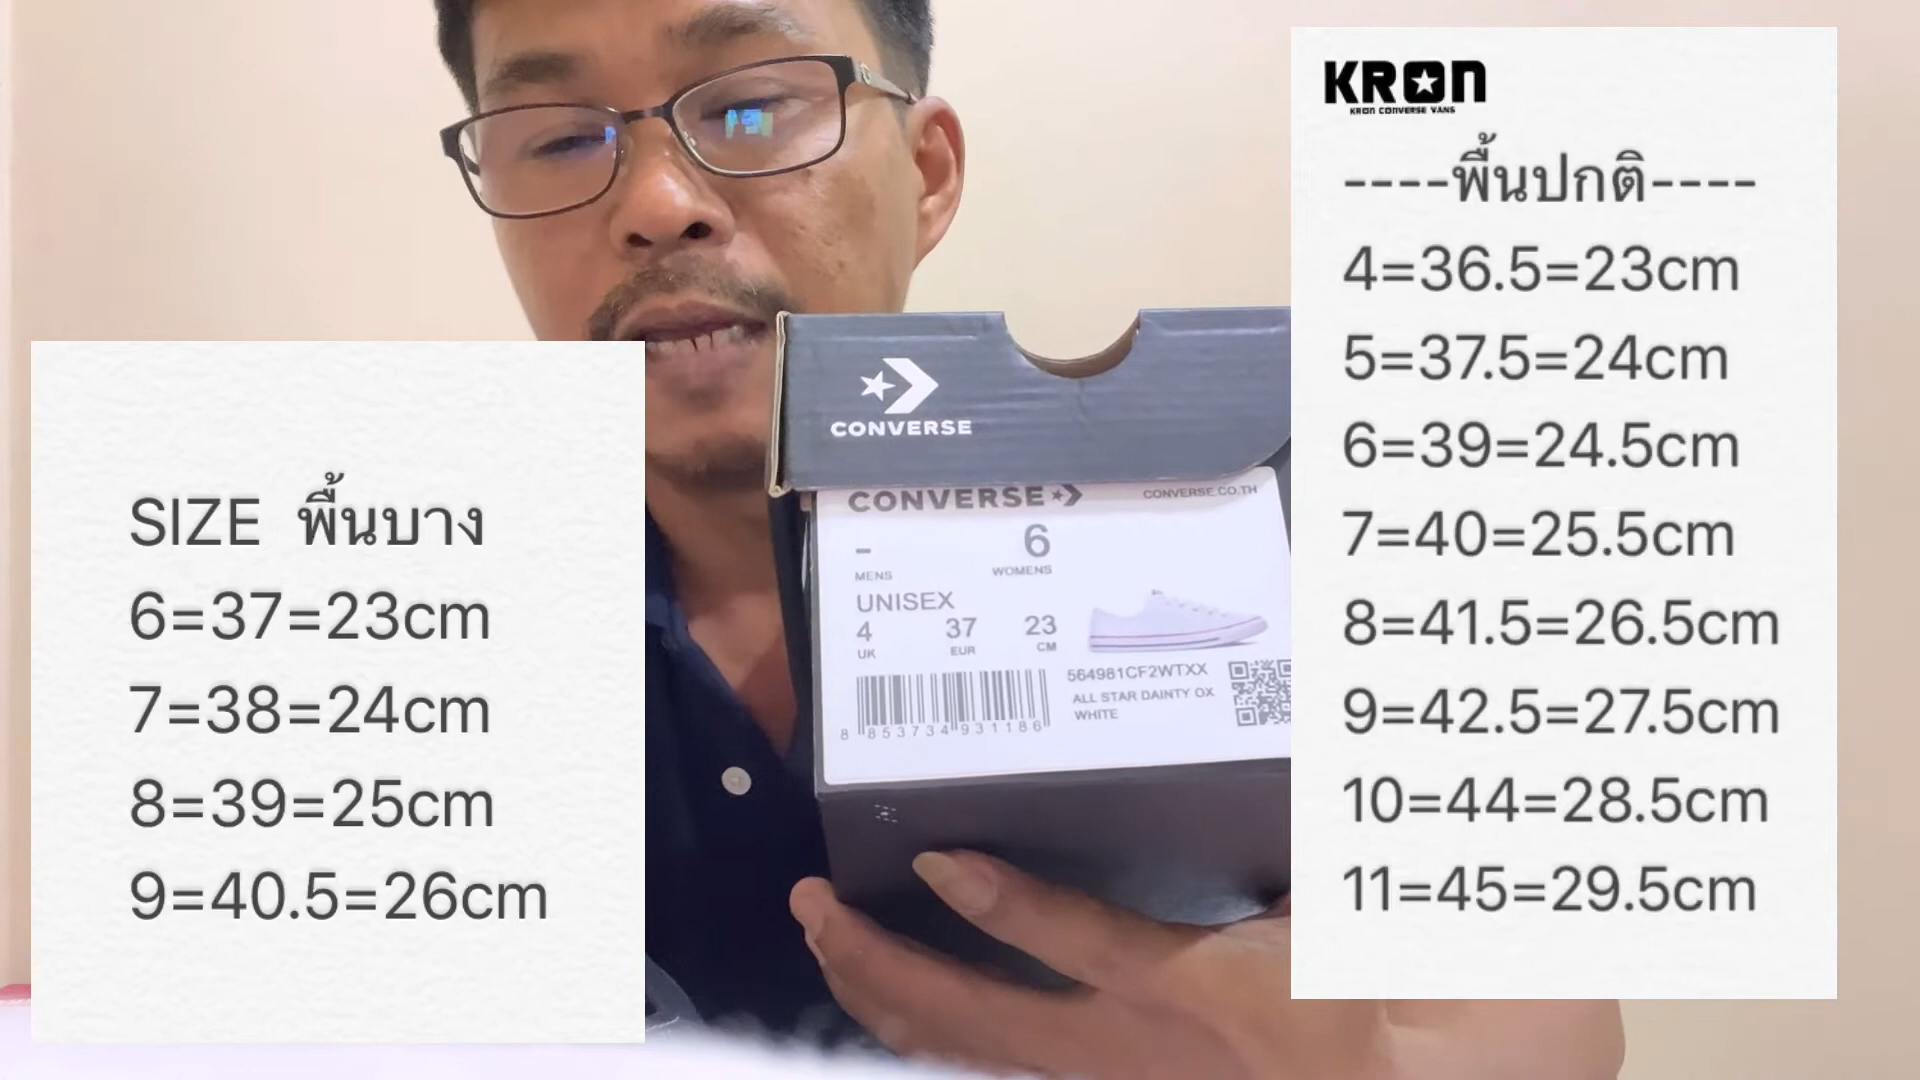 SIZE พื้นบาง
6=37=23cm
7=38=24cm
8=39=25cm
9=40.5=26cm
CONVERSE
CONVERSE
CONVERSE.CO.TH
- 6
MENS WOMENS
UNISEX
4 37 23
UK EUR CM
564981CF2WTXX
ALL STAR DAINTY OX
WHITE
8 853734 931186
KRON
KRON CONVERSE VANS
----พื้นปกติ----
4=36.5=23cm
5=37.5=24cm
6=39=24.5cm
7=40=25.5cm
8=41.5=26.5cm
9=42.5=27.5cm
10=44=28.5cm
11=45=29.5cm